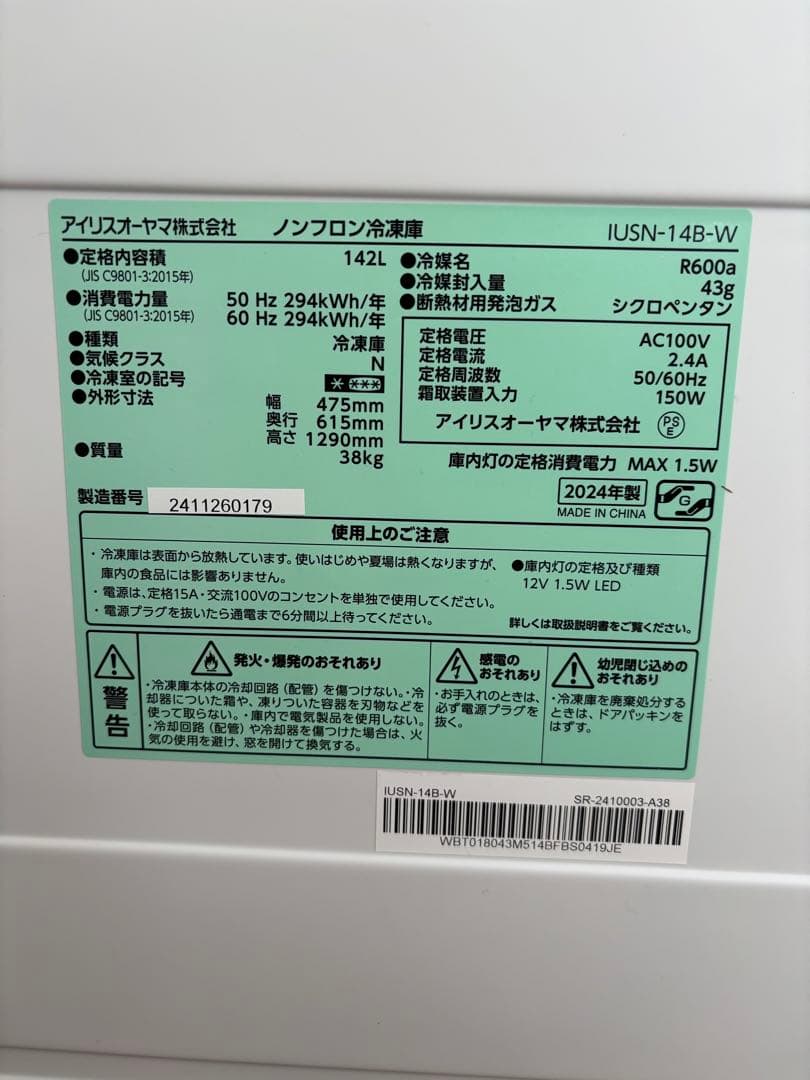 アイリスオーヤマ株式会社 ノンフロン冷凍庫 IUSN-14B-W
●定格内容積 142L
(JIS C9801-3:2015年)
●消費電力量 50 Hz 294kWh/年
(JIS C9801-3:2015年) 60 Hz 294kWh/年
●種類 冷凍庫
●気候クラス N
●冷凍室の記号 * ***
●外形寸法 幅 475mm
奥行 615mm
高さ 1290mm
●質量 38kg
●冷媒名 R600a
●冷媒封入量 43g
●断熱材用発泡ガス シクロペンタン
定格電圧 AC100V
定格電流 2.4A
定格周波数 50/60Hz
霜取装置入力 150W
アイリスオーヤマ株式会社 PSE
庫内灯の定格消費電力 MAX 1.5W
製造番号 2411260179
2024年製
MADE IN CHINA
G
使用上のご注意
・冷凍庫は表面から放熱しています。使いはじめや夏場は熱くなりますが、
庫内の食品には影響ありません。
・電源は、定格15A・交流100Vのコンセントを単独で使用してください。
・電源プラグを抜いたら通電まで6分間以上待ってください。
●庫内灯の定格及び種類
12V 1.5W LED
詳しくは取扱説明書をご覧ください。
警告
発火・爆発のおそれあり
・冷凍庫本体の冷却回路(配管)を傷つけない。・冷
却器についた霜や、凍りついた容器を刃物などを
使って取らない。・庫内で電気製品を使用しない。
・冷却回路(配管)や冷却器を傷つけた場合は、火
気の使用を避け、窓を開けて換気する。
感電の
おそれあり
・お手入れのときは、
必ず電源プラグを
抜く。
幼児閉じ込めの
おそれあり
・冷凍庫を廃棄処分する
ときは、ドアパッキンを
はずす。
IUSN-14B-W SR-2410003-A38
WBT018043M514BFBS0419JE